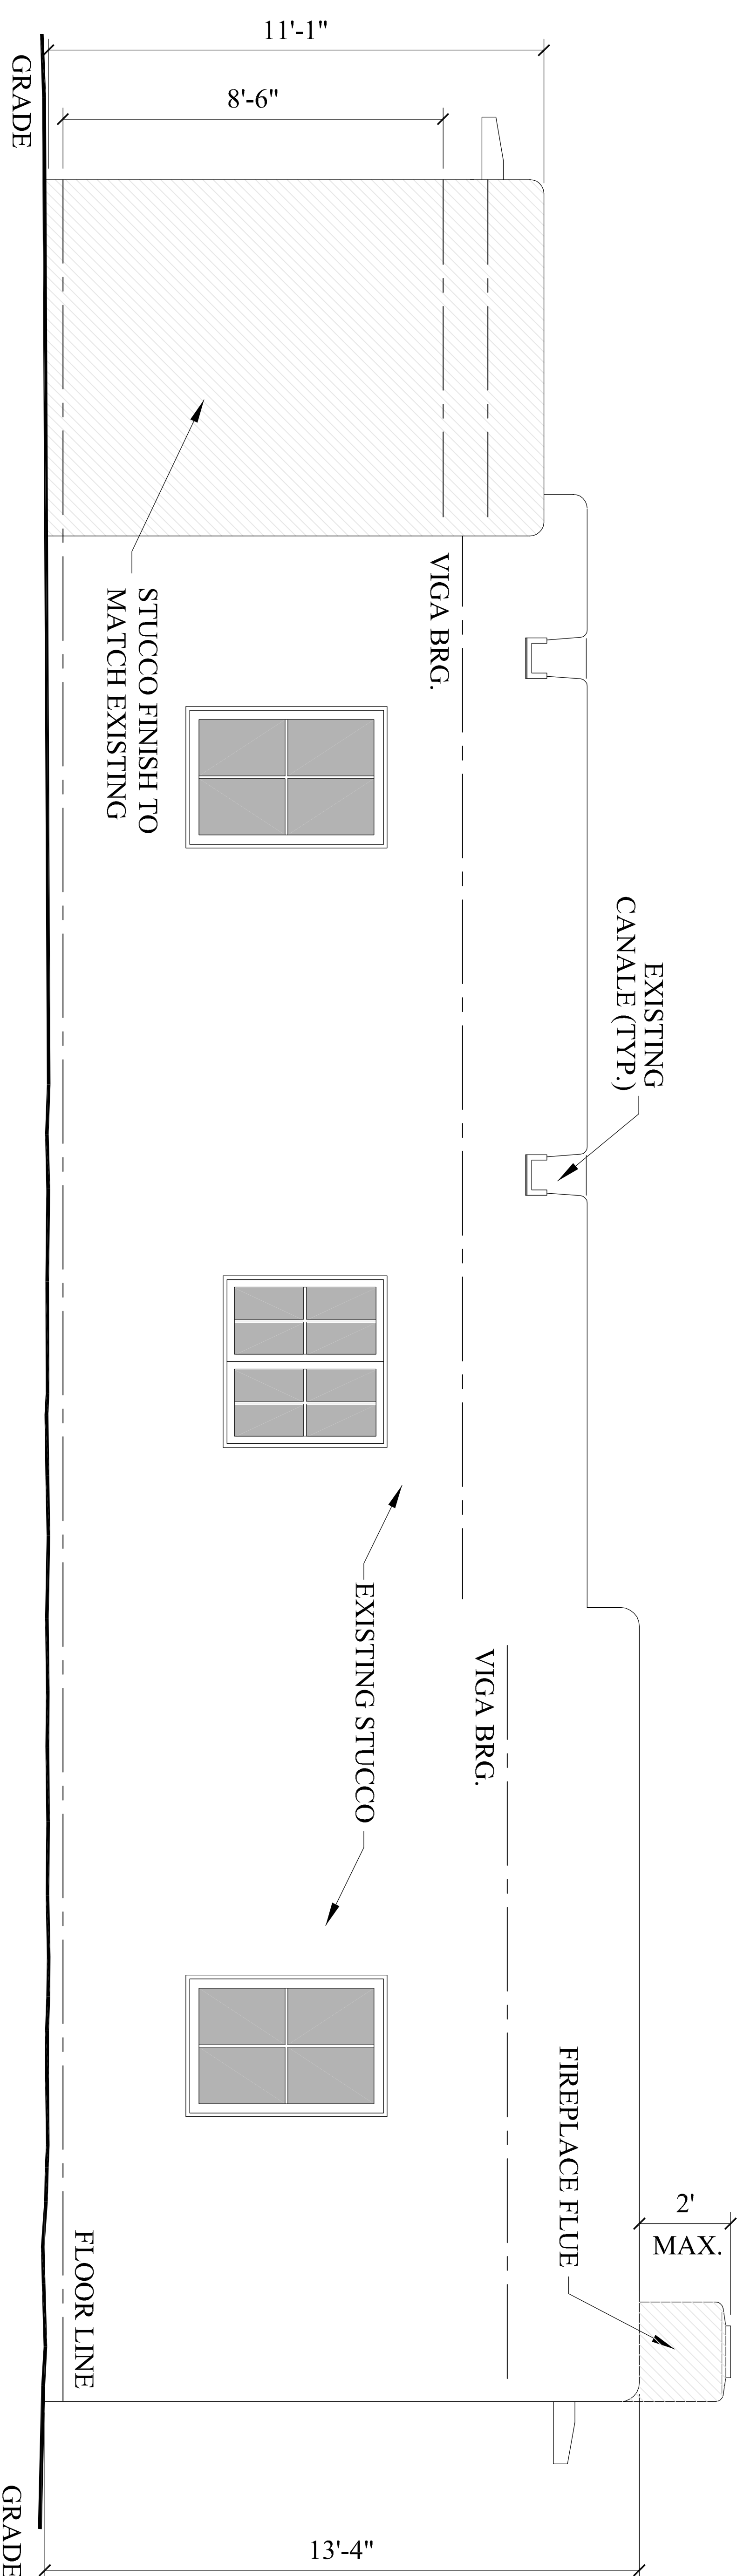 11'-1"
8'-6"
GRADE
STUCCO FINISH TO
MATCH EXISTING
VIGA BRG.
EXISTING
CANALE (TYP.)
EXISTING STUCCO
VIGA BRG.
FIREPLACE FLUE
2'
MAX.
FLOOR LINE
13'-4"
GRADE